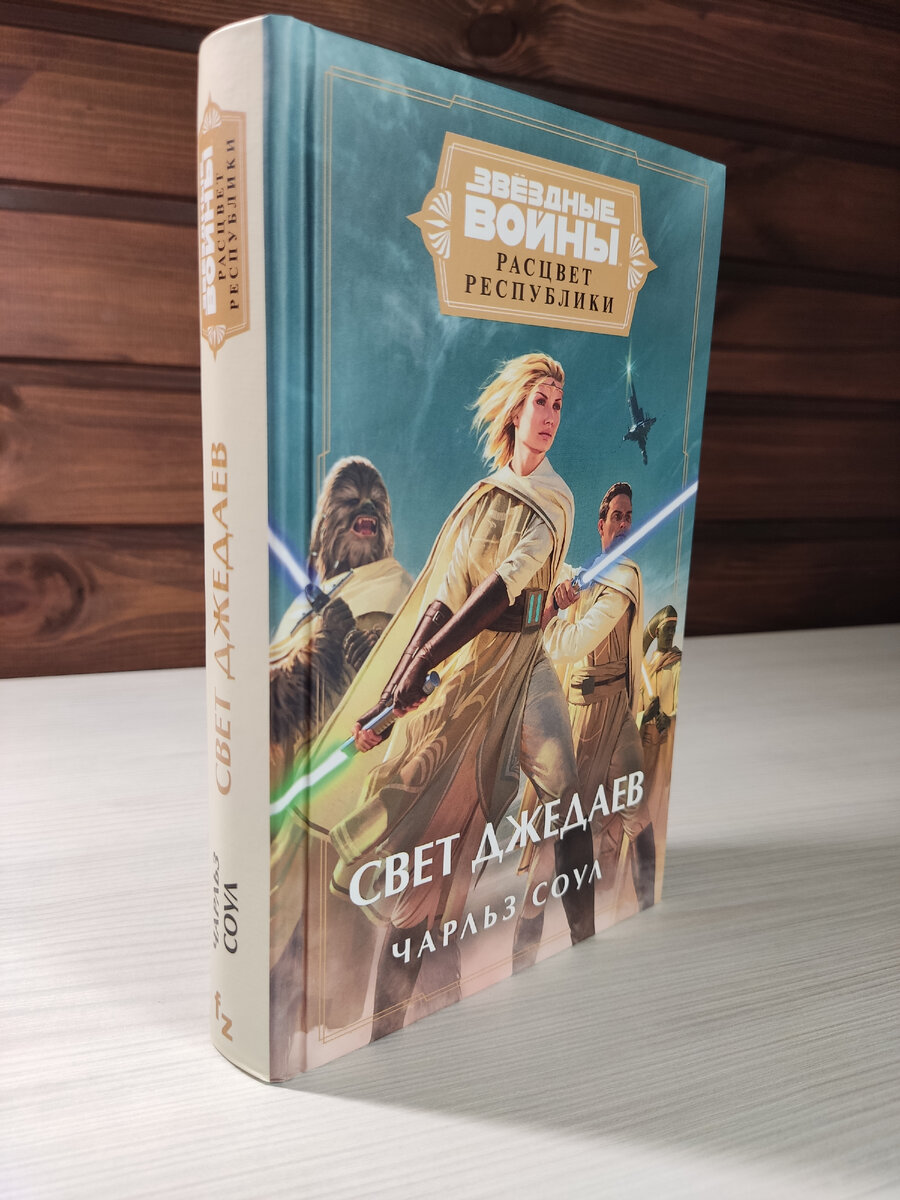 ЗВЁЗДНЫЕ
ВОЙНЫ
РАСЦВЕТ
РЕСПУБЛИКИ
СВЕТ ДЖЕДАЕВ
ЧАРЛЬЗ СОУЛ
ЗВЁЗДНЫЕ
ВОЙНЫ
РАСЦВЕТ
РЕСПУБЛИКИ
СВЕТ ДЖЕДАЕВ
ЧАРЛЬЗ
СОУЛ